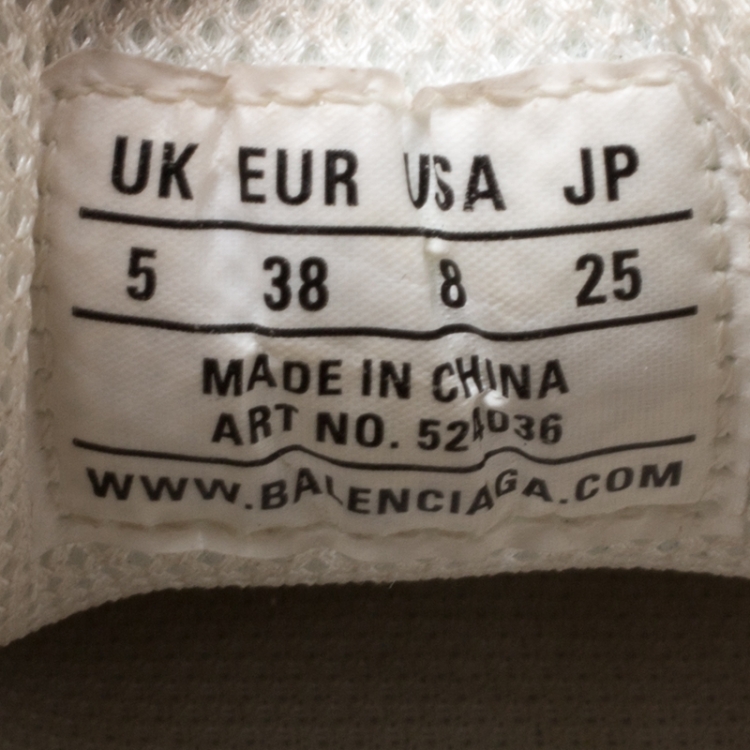 UK EUR USA JP
5 38 8 25
MADE IN CHINA
ART NO. 524036
WWW.BALENCIAGA.COM